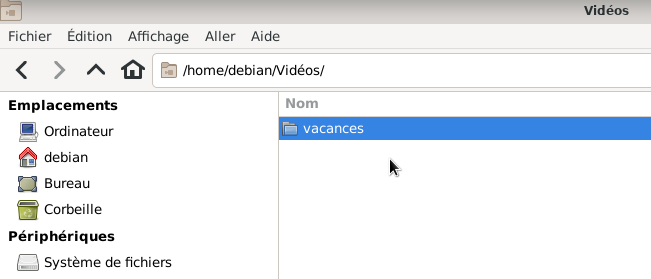 Vidéos
Fichier Édition Affichage Aller Aide
/home/debian/Vidéos/
Emplacements
Ordinateur
debian
Bureau
Corbeille
Périphériques
Système de fichiers
Nom
vacances